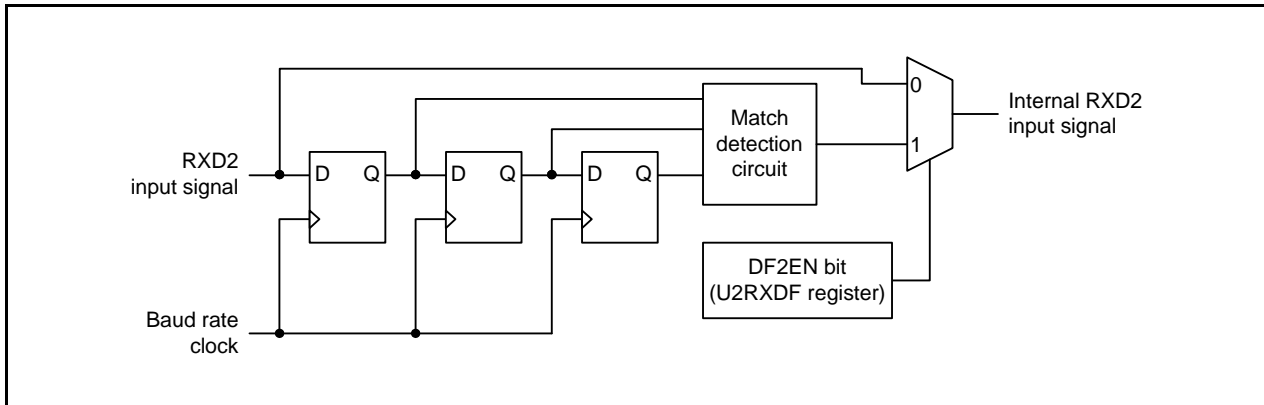 RXD2
input signal
D Q
D Q
D Q
Match
detection
circuit
0
1
Internal RXD2
input signal
DF2EN bit
(U2RXDF register)
Baud rate
clock